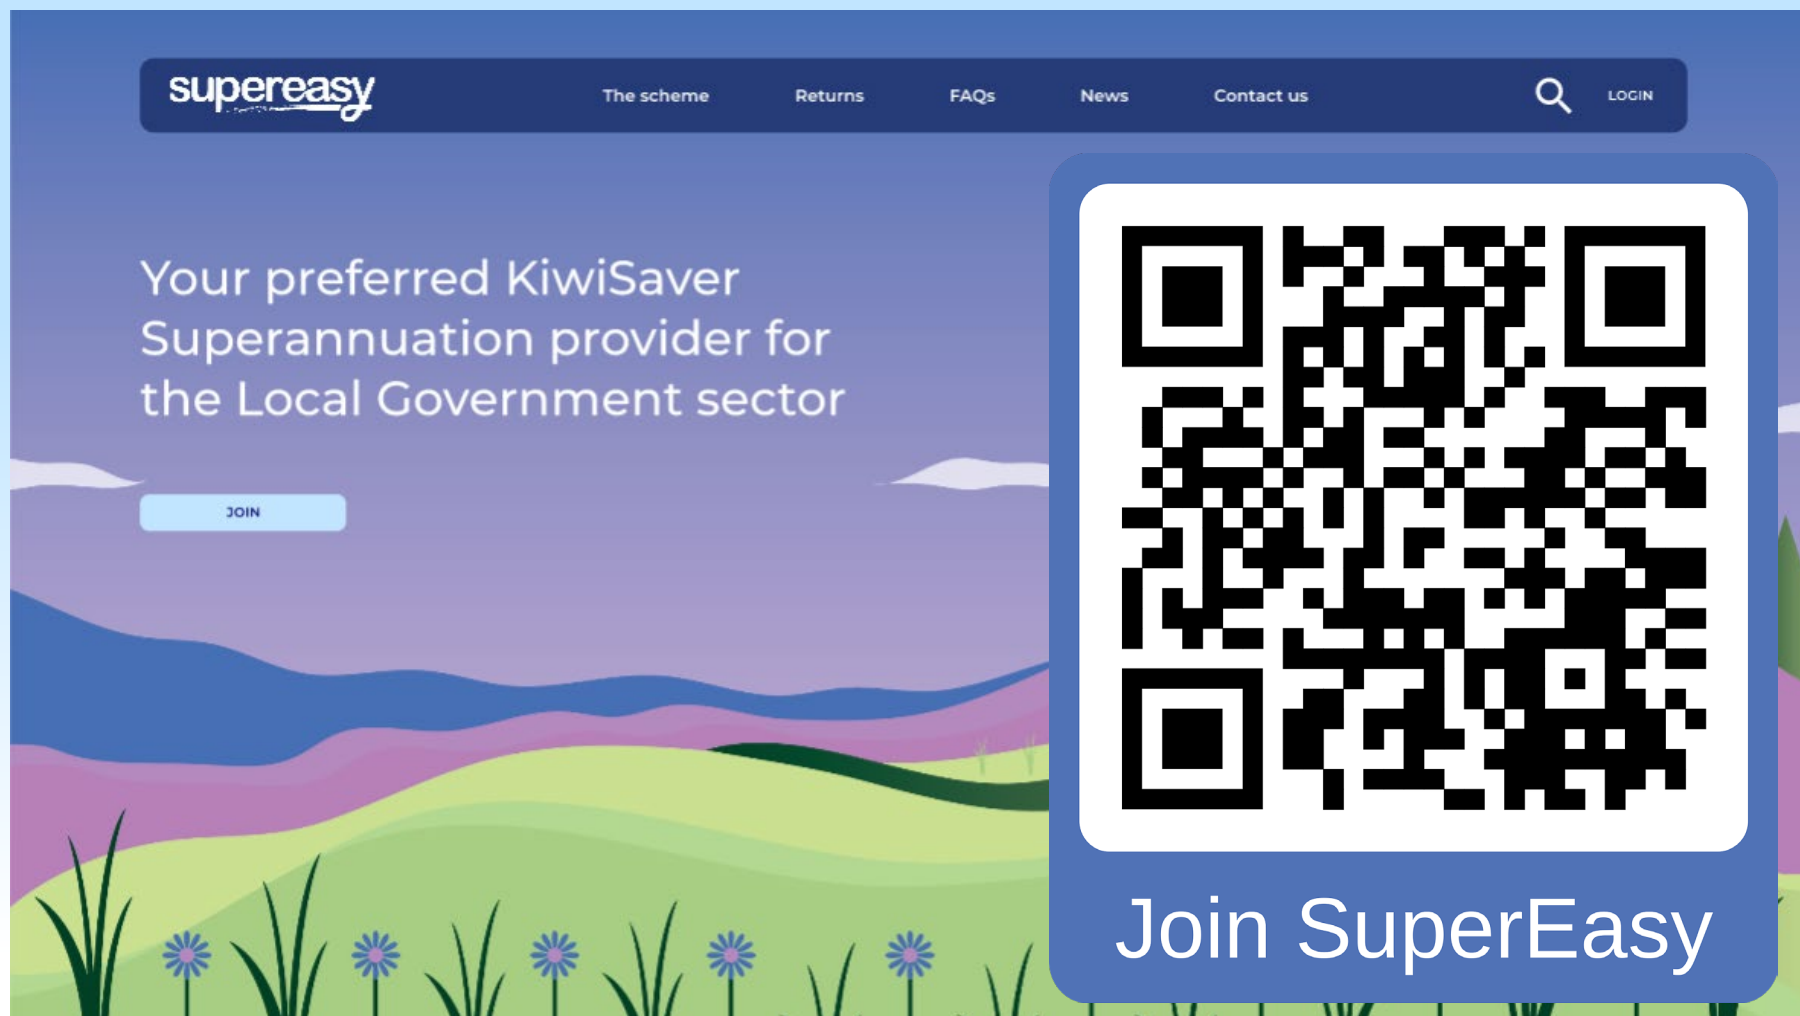 supereasy
The scheme
Returns
FAQs
News
Contact us
LOGIN
Your preferred KiwiSaver
Superannuation provider for
the Local Government sector
JOIN
Join SuperEasy